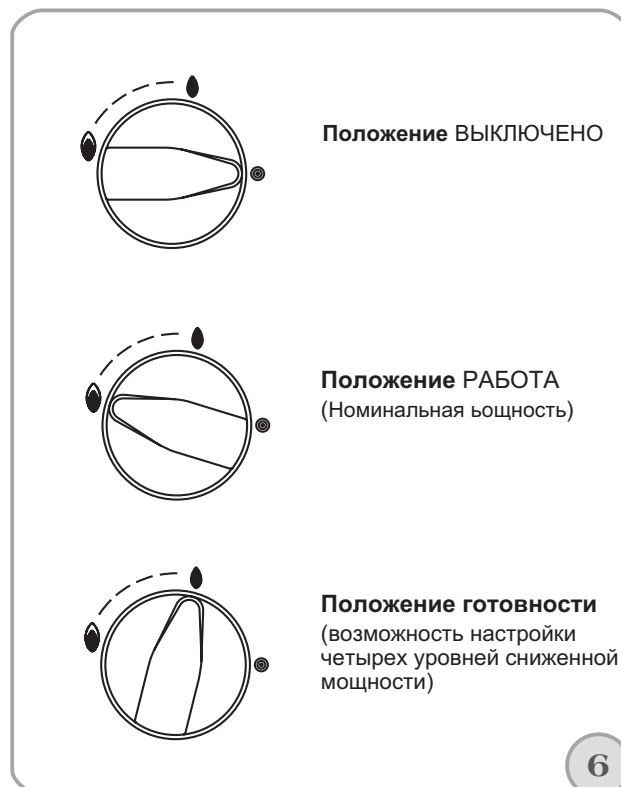 Положение ВЫКЛЮЧЕНО
Положение РАБОТА
(Номинальная ьощность)
Положение готовности
(возможность настройки
четырех уровней сниженной
мощности)
6